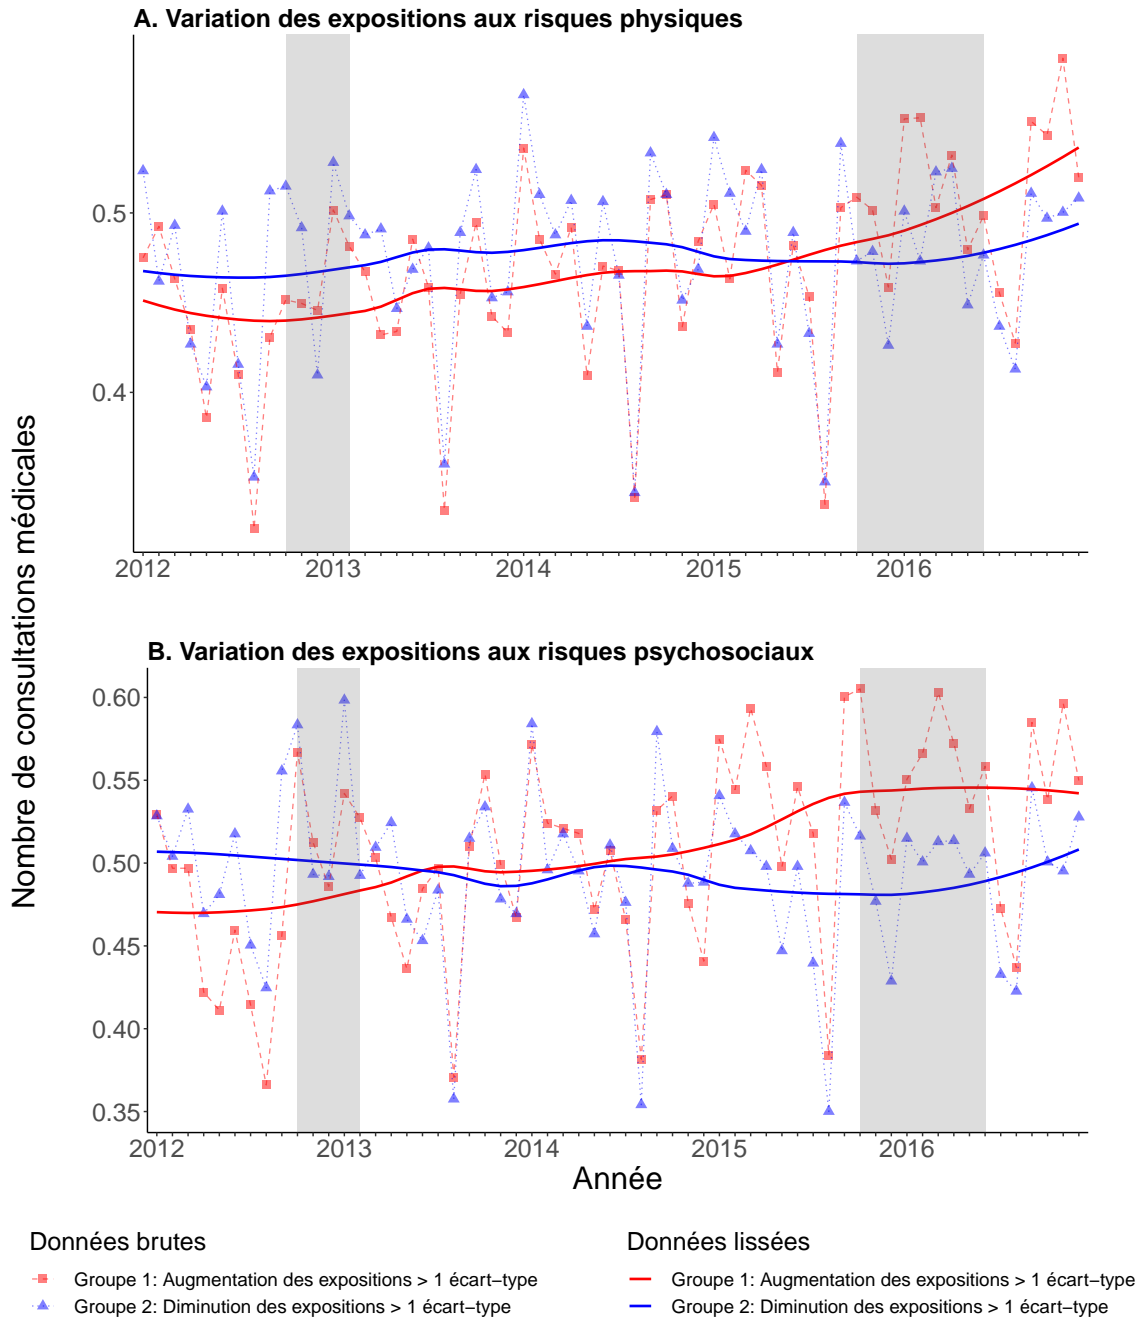 A. Variation des expositions aux risques physiques
0.5
0.4
2012 2013 2014 2015 2016
Nombre de consultations médicales
B. Variation des expositions aux risques psychosociaux
0.60
0.55
0.50
0.45
0.40
0.35
2012 2013 2014 2015 2016
Année
Données brutes
Groupe 1: Augmentation des expositions > 1 écart−type
Groupe 2: Diminution des expositions > 1 écart−type
Données lissées
Groupe 1: Augmentation des expositions > 1 écart−type
Groupe 2: Diminution des expositions > 1 écart−type